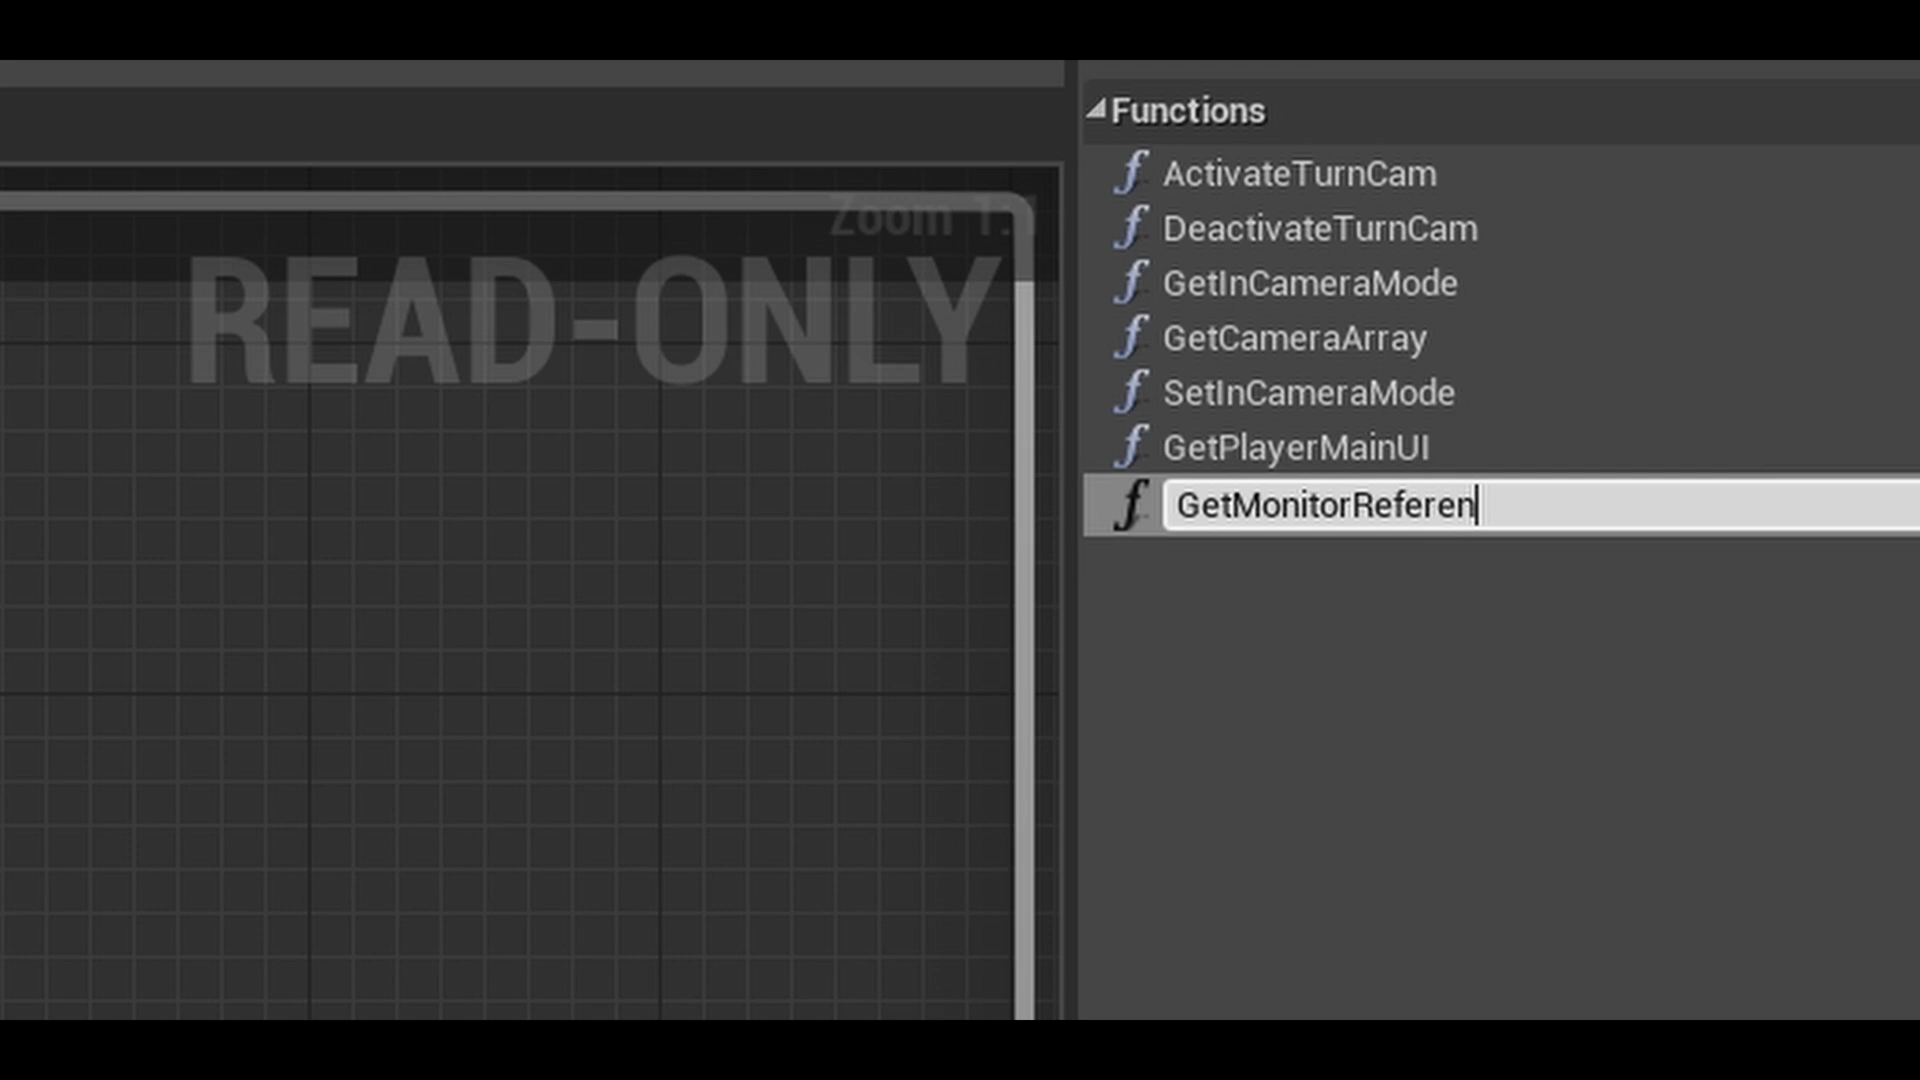 Functions
Zoom 1:1
READ-ONLY
ActivateTurnCam
DeactivateTurnCam
GetInCameraMode
GetCameraArray
SetInCameraMode
GetPlayerMainUI
GetMonitorReferen